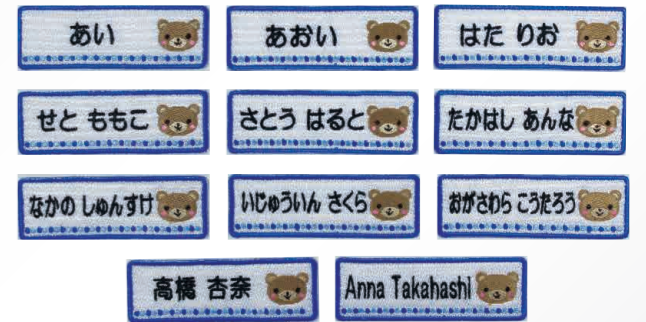 あい
あおい
はた りお
せと ももこ
さとう はると
たかはし あんな
なかの しゅんすけ
いじゅういん さくら
おがさわら こうたろう
高橋 杏奈
Anna Takahashi